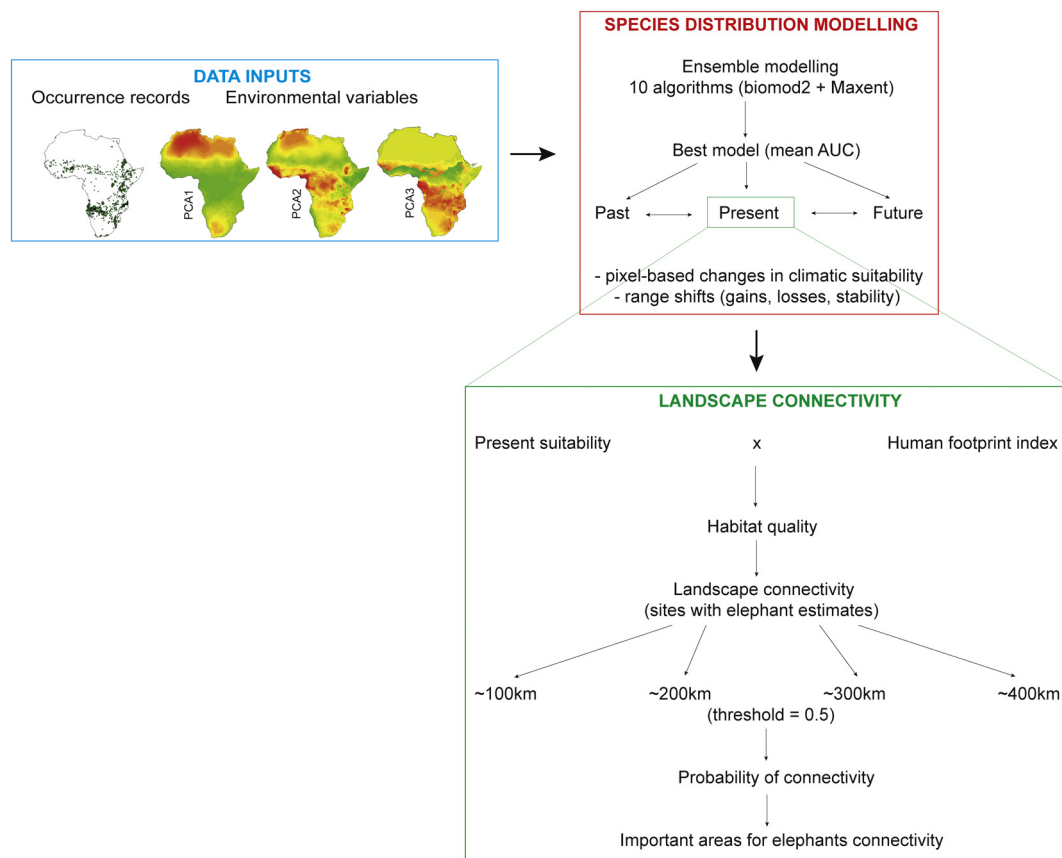 DATA INPUTS
Occurrence records
Environmental variables
PCA1
PCA2
PCA3
SPECIES DISTRIBUTION MODELLING
Ensemble modelling
10 algorithms (biomod2 + Maxent)
Best model (mean AUC)
Past
Present
Future
- pixel-based changes in climatic suitability
- range shifts (gains, losses, stability)
LANDSCAPE CONNECTIVITY
Present suitability
x
Human footprint index
Habitat quality
Landscape connectivity
(sites with elephant estimates)
~100km
~200km
~300km
~400km
(threshold = 0.5)
Probability of connectivity
Important areas for elephants connectivity